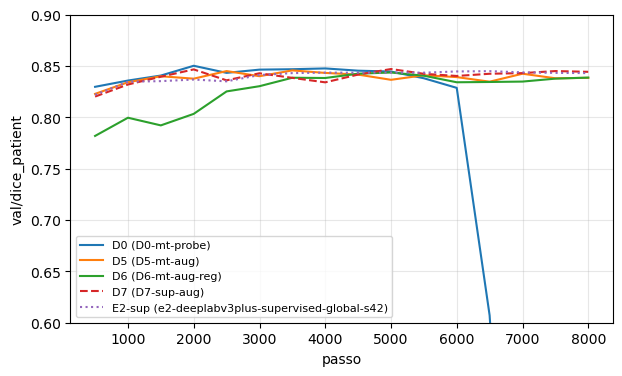 0.90
0.85
0.80
0.75
0.70
0.65
0.60
val/dice_patient
D0 (D0-mt-probe)
D5 (D5-mt-aug)
D6 (D6-mt-aug-reg)
D7 (D7-sup-aug)
E2-sup (e2-deeplabv3plus-supervised-global-s42)
1000 2000 3000 4000 5000 6000 7000 8000
passo